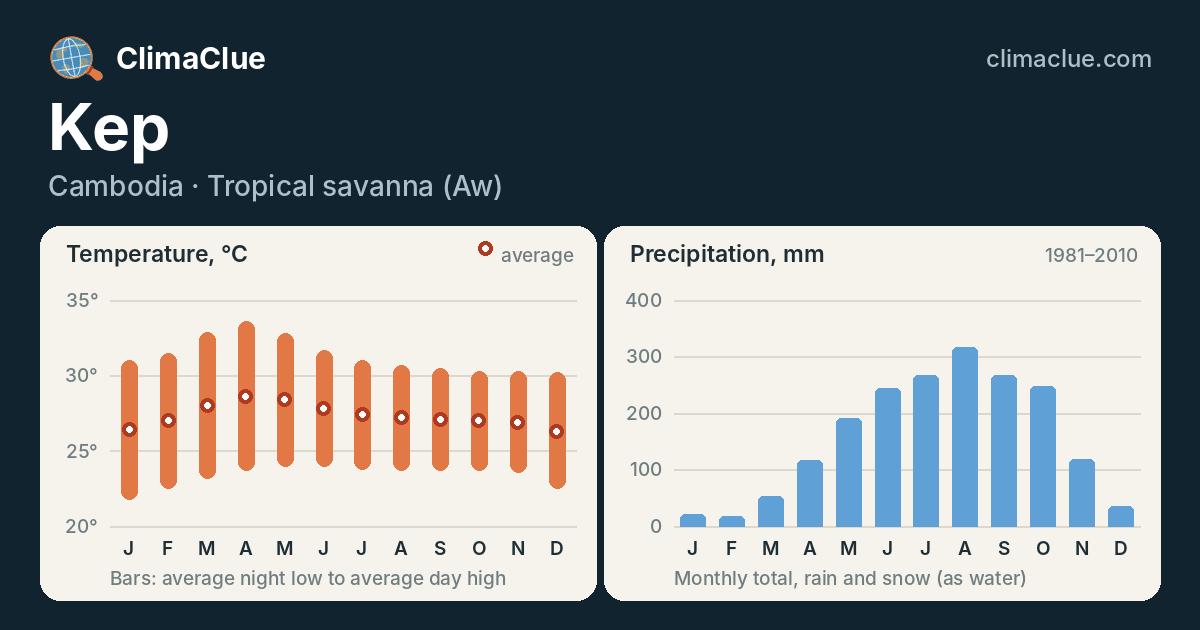 ClimaClue
climaclue.com
Kep
Cambodia · Tropical savanna (Aw)
Temperature, °C
average
35°
30°
25°
20°
J F M A M J J A S O N D
Bars: average night low to average day high
Precipitation, mm
1981–2010
400
300
200
100
0
J F M A M J J A S O N D
Monthly total, rain and snow (as water)